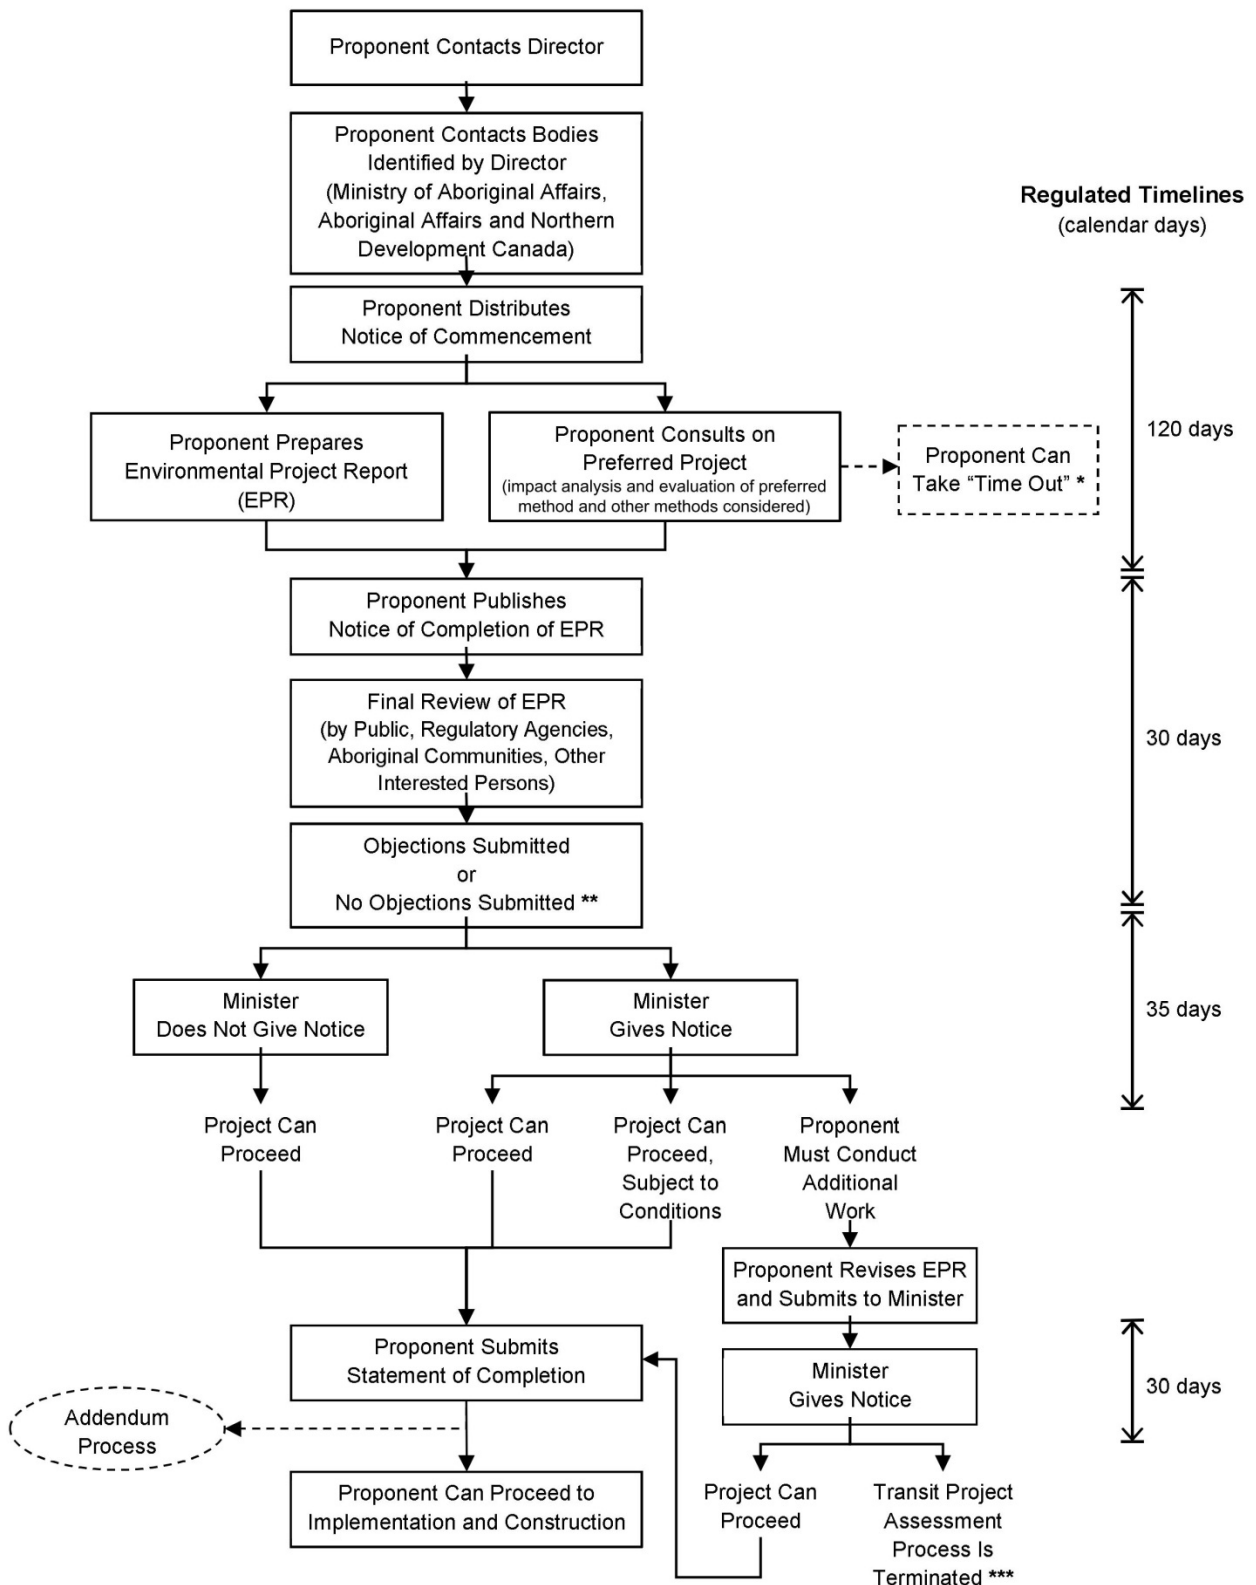 Proponent Contacts Director
Proponent Contacts Bodies
Identified by Director
(Ministry of Aboriginal Affairs,
Aboriginal Affairs and Northern
Development Canada)
Regulated Timelines
(calendar days)
Proponent Distributes
Notice of Commencement
Proponent Prepares
Environmental Project Report
(EPR)
Proponent Consults on
Preferred Project
(impact analysis and evaluation of preferred
method and other methods considered)
Proponent Can
Take “Time Out” *
120 days
Proponent Publishes
Notice of Completion of EPR
Final Review of EPR
(by Public, Regulatory Agencies,
Aboriginal Communities, Other
Interested Persons)
30 days
Objections Submitted
or
No Objections Submitted **
Minister
Does Not Give Notice
Minister
Gives Notice
35 days
Project Can
Proceed
Project Can
Proceed
Project Can
Proceed,
Subject to
Conditions
Proponent
Must Conduct
Additional
Work
Proponent Revises EPR
and Submits to Minister
Proponent Submits
Statement of Completion
Minister
Gives Notice
30 days
Addendum
Process
Proponent Can Proceed to
Implementation and Construction
Project Can
Proceed
Transit Project
Assessment
Process Is
Terminated ***